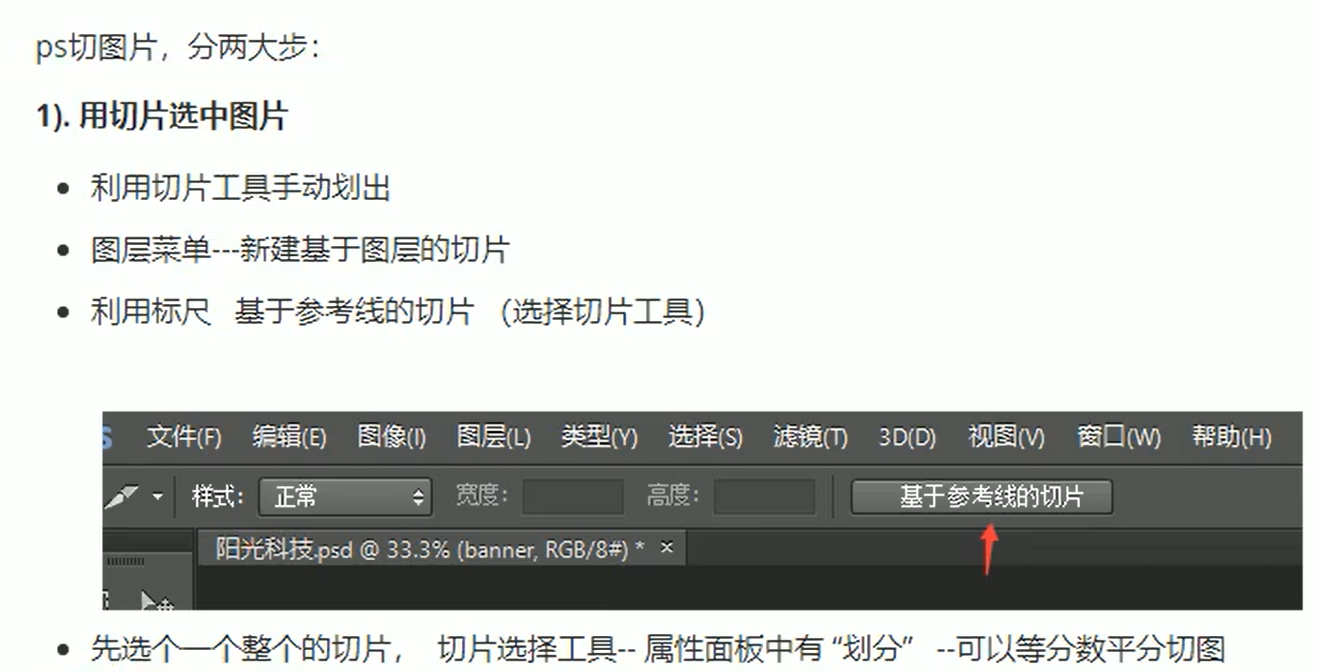 ps切图片，分两大步：
1). 用切片选中图片
利用切片工具手动划出
图层菜单---新建基于图层的切片
利用标尺 基于参考线的切片 （选择切片工具）
文件(F) 编辑(E) 图像(I) 图层(L) 类型(Y) 选择(S) 滤镜(T) 3D(D) 视图(V) 窗口(W) 帮助(H)
样式： 正常 宽度： 高度： 基于参考线的切片
阳光科技.psd @ 33.3% (banner, RGB/8#) * ×
先选个一个整个的切片， 切片选择工具-- 属性面板中有 “划分” --可以等分数平分切图